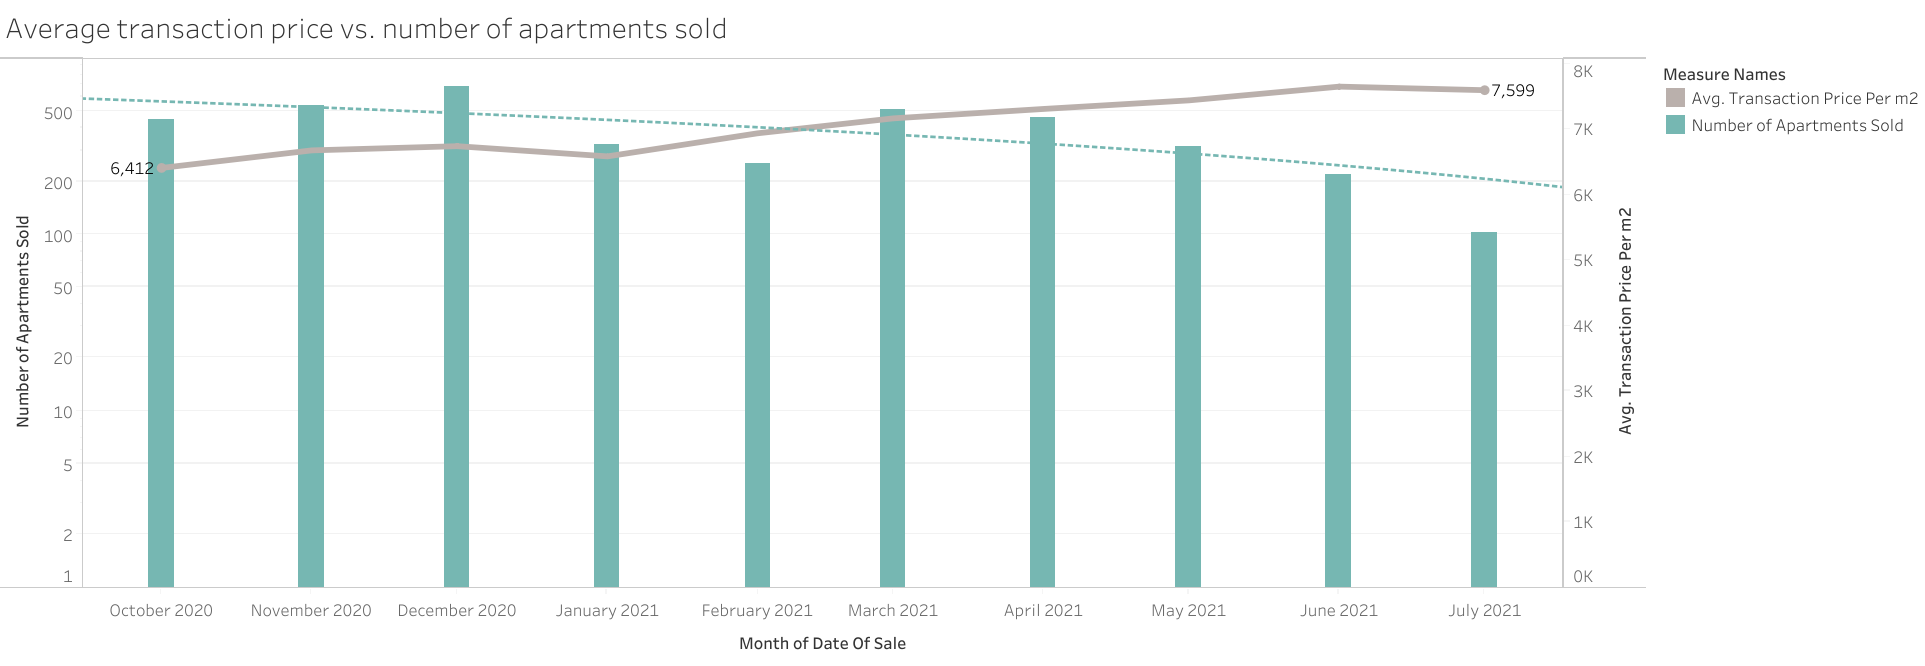 Average transaction price vs. number of apartments sold
Measure Names
Avg. Transaction Price Per m2
Number of Apartments Sold
Number of Apartments Sold
500
200
100
50
20
10
5
2
1
6,412
7,599
8K
7K
6K
5K
4K
3K
2K
1K
0K
Avg. Transaction Price Per m2
October 2020
November 2020
December 2020
January 2021
February 2021
March 2021
April 2021
May 2021
June 2021
July 2021
Month of Date Of Sale